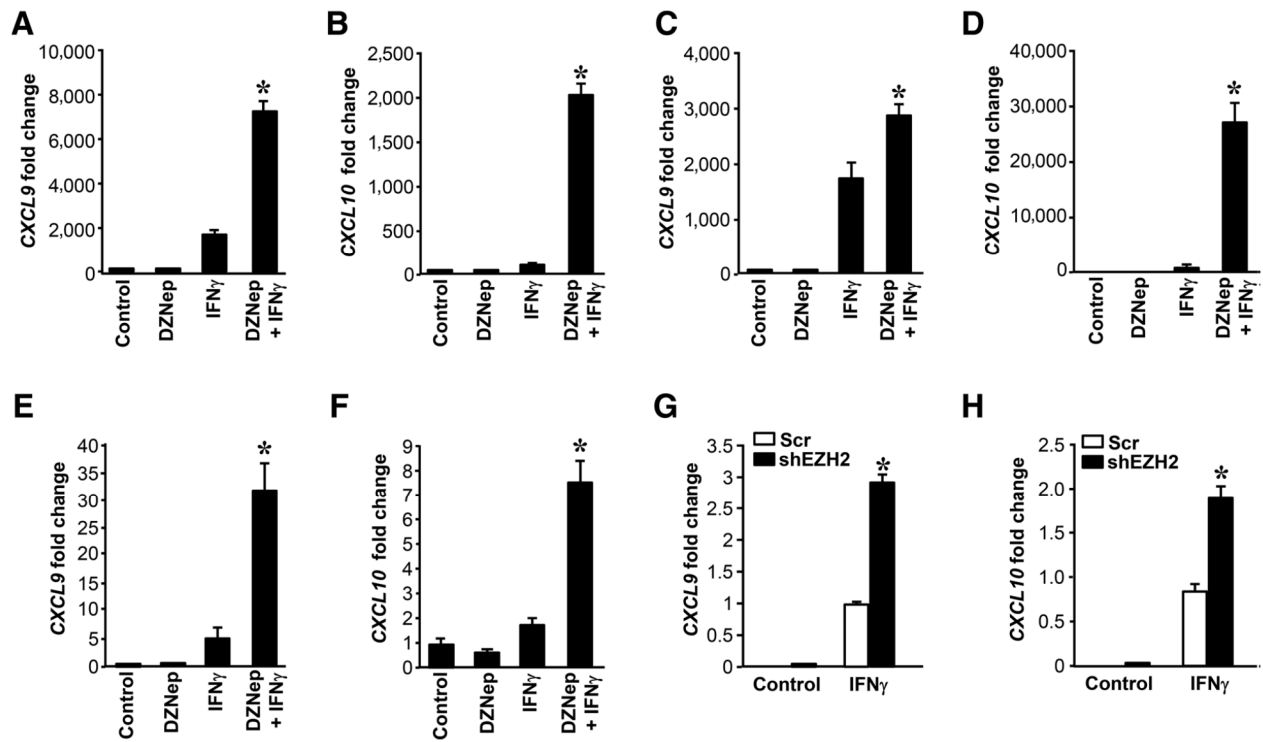 A
CXCL9 fold change
10,000
8,000
6,000
4,000
2,000
0
*
Control
DZNep
IFNγ
DZNep
+ IFNγ
B
CXCL10 fold change
2,500
2,000
1,500
1,000
500
0
*
Control
DZNep
IFNγ
DZNep
+ IFNγ
C
CXCL9 fold change
4,000
3,000
2,000
1,000
0
*
Control
DZNep
IFNγ
DZNep
+ IFNγ
D
CXCL10 fold change
40,000
30,000
20,000
10,000
0
*
Control
DZNep
IFNγ
DZNep
+ IFNγ
E
CXCL9 fold change
40
35
30
25
20
15
10
5
0
*
Control
DZNep
IFNγ
DZNep
+ IFNγ
F
CXCL10 fold change
9
8
7
6
5
4
3
2
1
0
*
Control
DZNep
IFNγ
DZNep
+ IFNγ
G
CXCL9 fold change
3.5
3
2.5
2
1.5
1
0.5
0
Scr
shEZH2
*
Control
IFNγ
H
CXCL10 fold change
2.5
2.0
1.5
1.0
0.5
0
Scr
shEZH2
*
Control
IFNγ